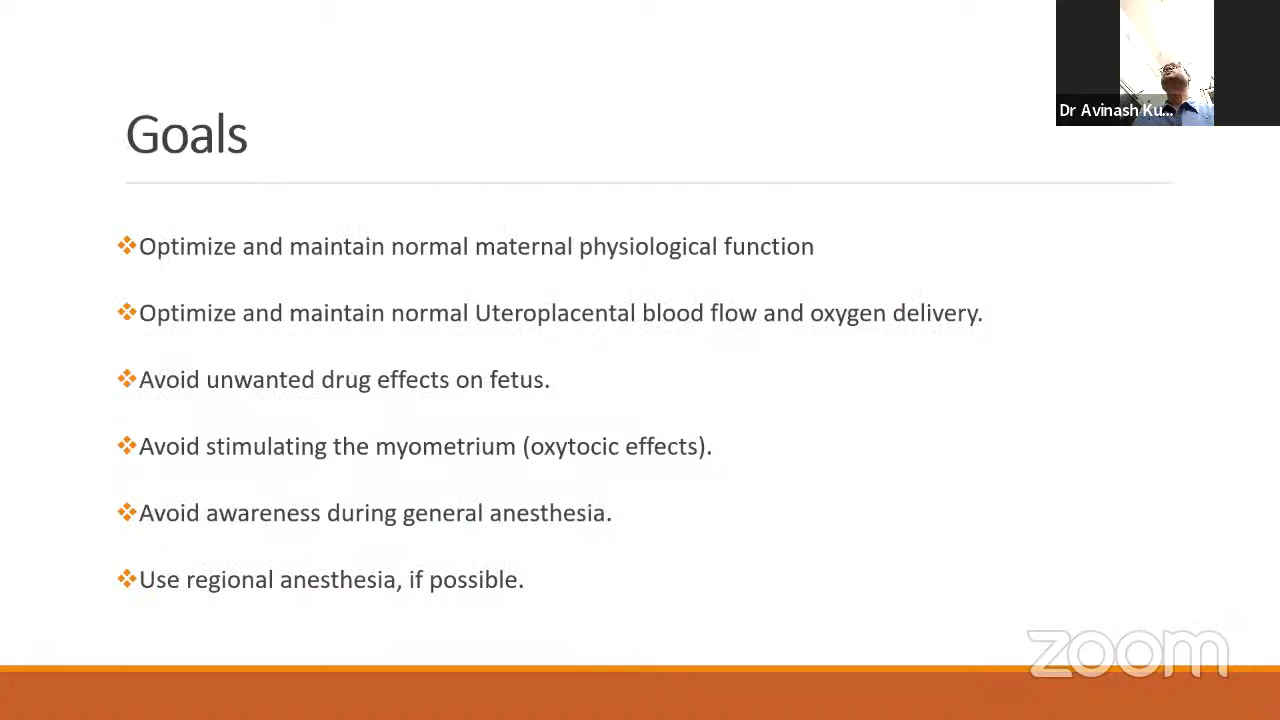 Dr Avinash Ku...
Goals
Optimize and maintain normal maternal physiological function
Optimize and maintain normal Uteroplacental blood flow and oxygen delivery.
Avoid unwanted drug effects on fetus.
Avoid stimulating the myometrium (oxytocic effects).
Avoid awareness during general anesthesia.
Use regional anesthesia, if possible.
zoom